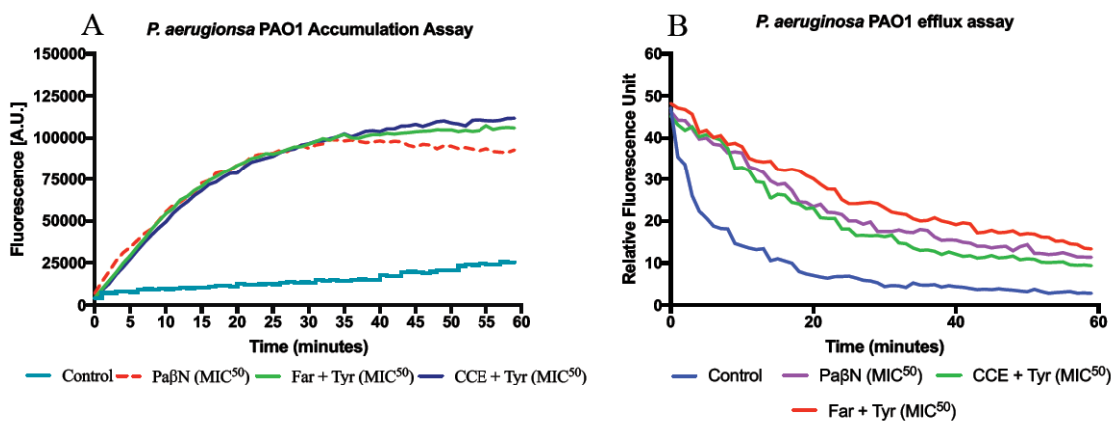 A
P. aerugionsa PAO1 Accumulation Assay
Fluorescence [A.U.]
150000
125000
100000
75000
50000
25000
0
0 5 10 15 20 25 30 35 40 45 50 55 60
Time (minutes)
Control PaβN (MIC⁵⁰) Far + Tyr (MIC⁵⁰) CCE + Tyr (MIC⁵⁰)
B
P. aeruginosa PAO1 efflux assay
Relative Fluorescence Unit
60
50
40
30
20
10
0
0 20 40 60
Time (minutes)
Control PaβN (MIC⁵⁰) CCE + Tyr (MIC⁵⁰)
Far + Tyr (MIC⁵⁰)